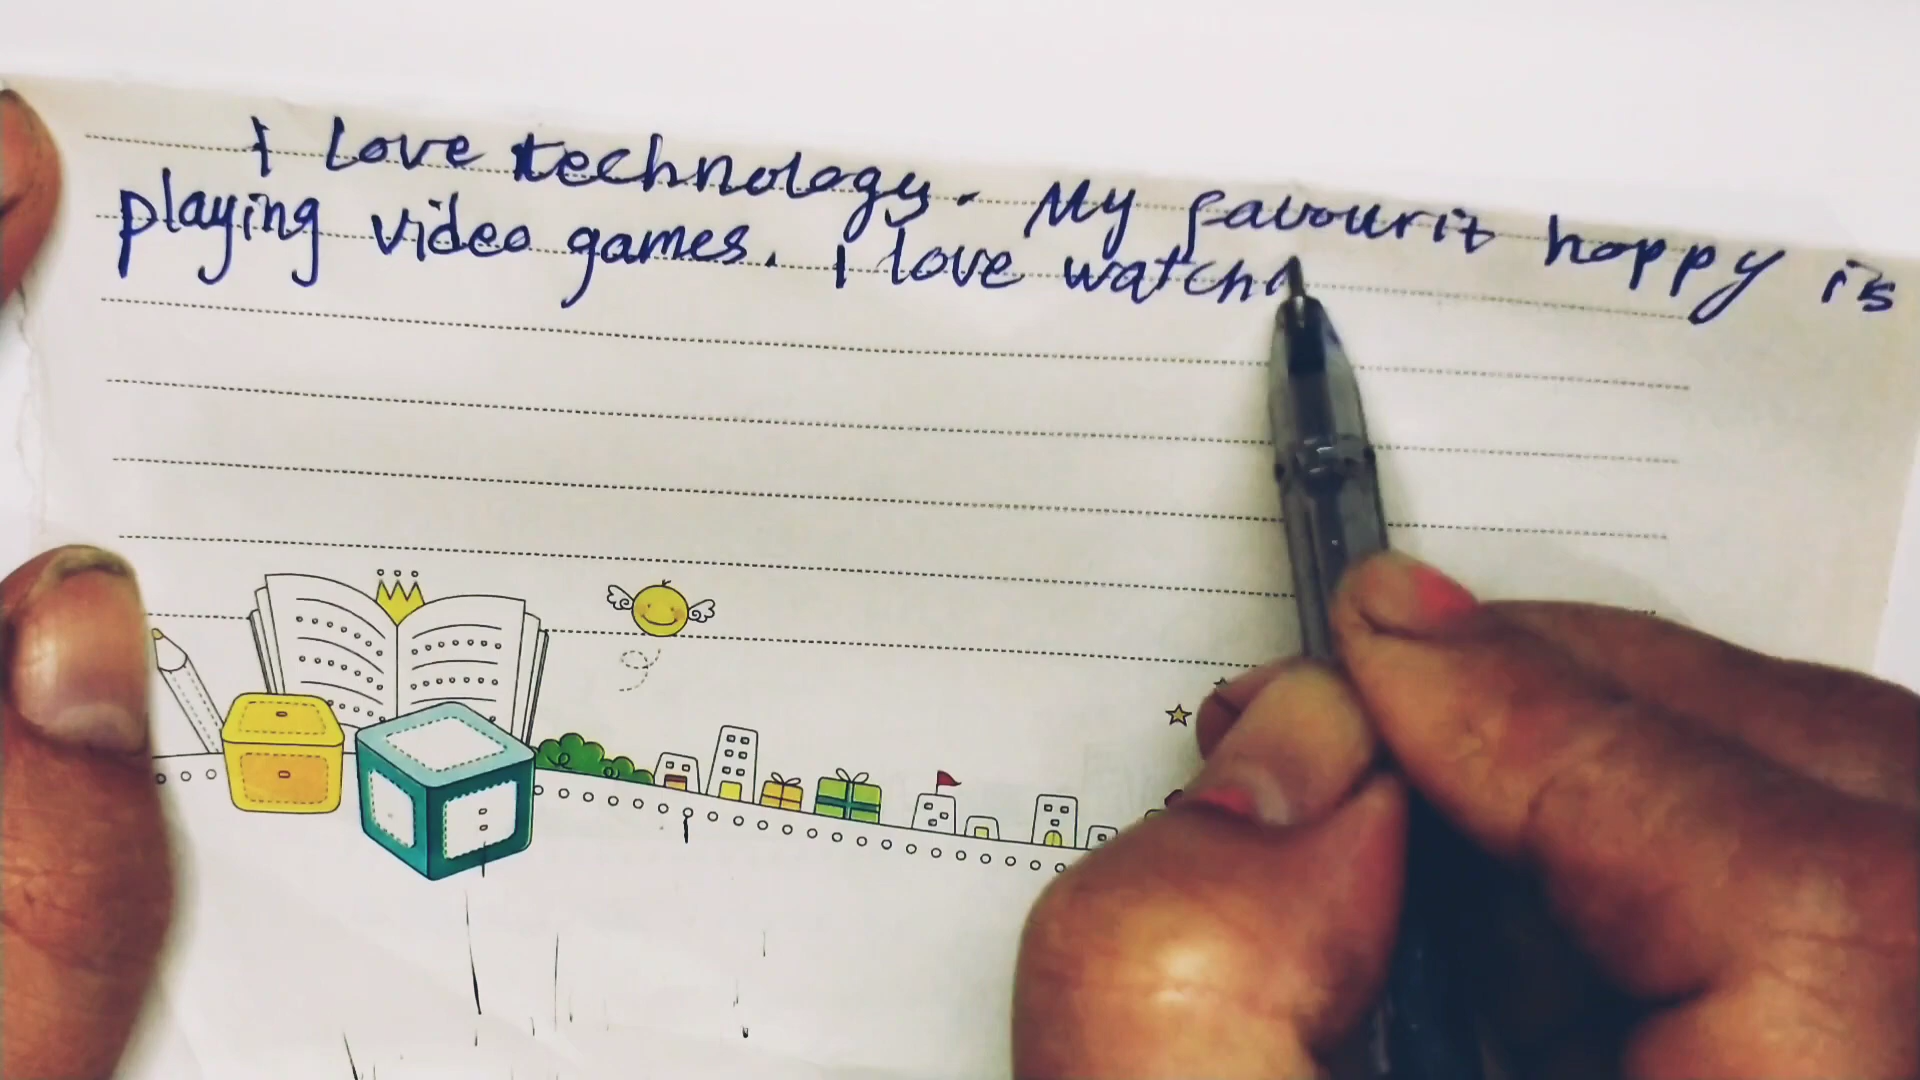 I Love technology. My favourit hoppy is
playing video games. I love watch